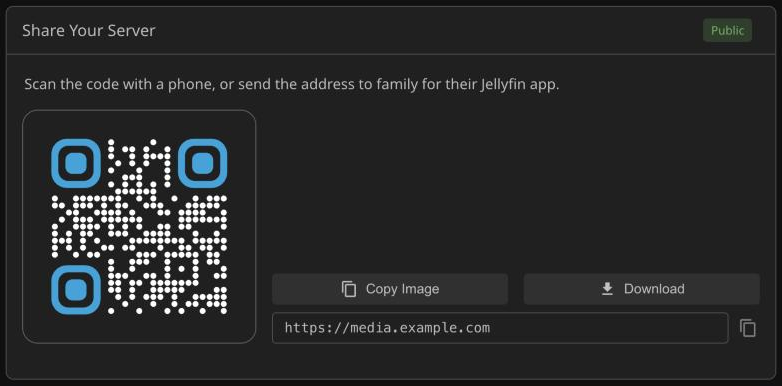 Share Your Server
Public
Scan the code with a phone, or send the address to family for their Jellyfin app.
Copy Image
Download
https://media.example.com